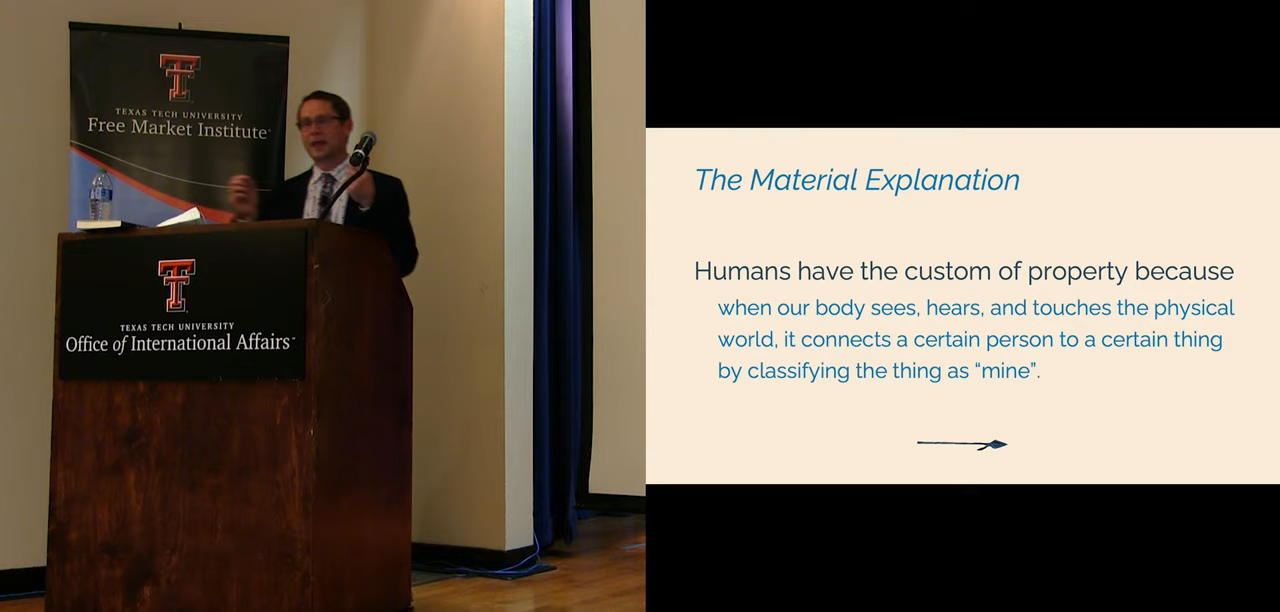 TEXAS TECH UNIVERSITY
Free Market Institute
TEXAS TECH UNIVERSITY
Office of International Affairs
The Material Explanation
Humans have the custom of property because
when our body sees, hears, and touches the physical
world, it connects a certain person to a certain thing
by classifying the thing as “mine”.